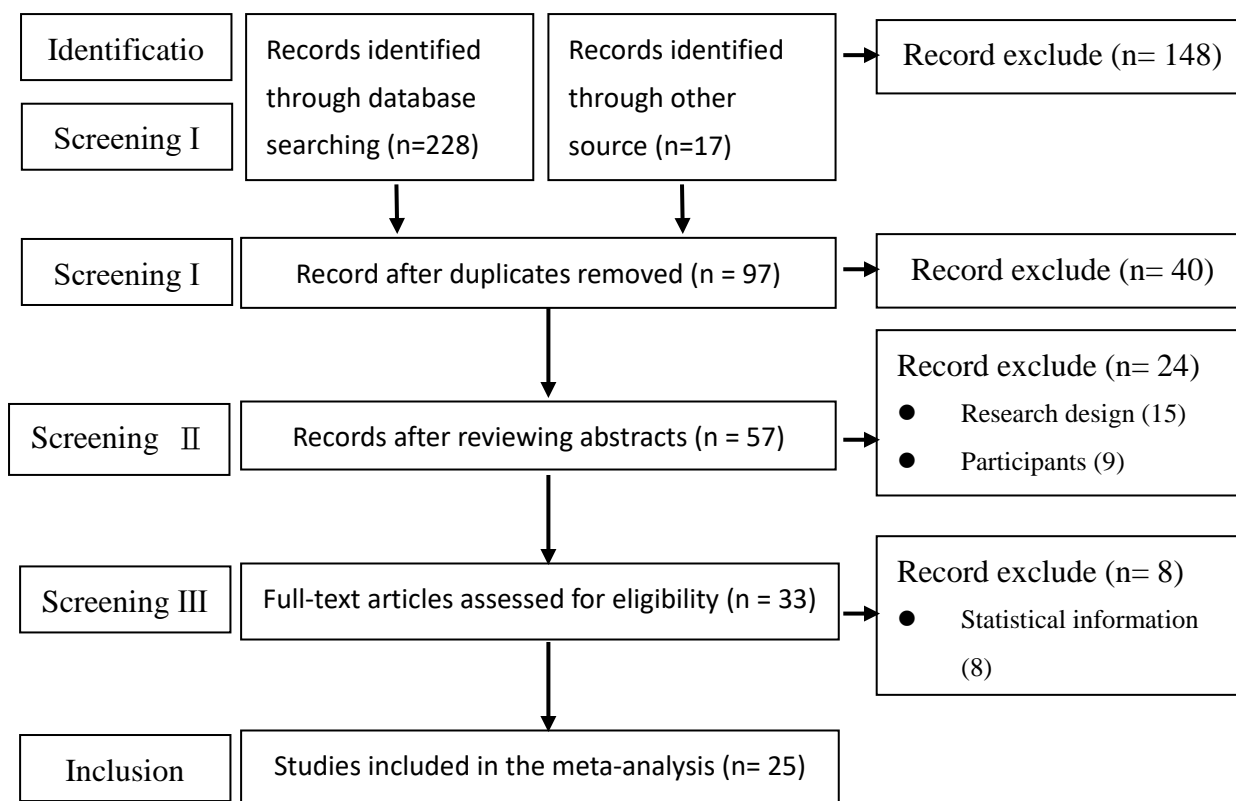 Identificatio
Records identified
through database
searching (n=228)
Records identified
through other
source (n=17)
Record exclude (n= 148)
Screening I
Screening I
Record after duplicates removed (n = 97)
Record exclude (n= 40)
Screening Ⅱ
Records after reviewing abstracts (n = 57)
Record exclude (n= 24)
● Research design (15)
● Participants (9)
Screening III
Full-text articles assessed for eligibility (n = 33)
Record exclude (n= 8)
● Statistical information
(8)
Inclusion
Studies included in the meta-analysis (n= 25)